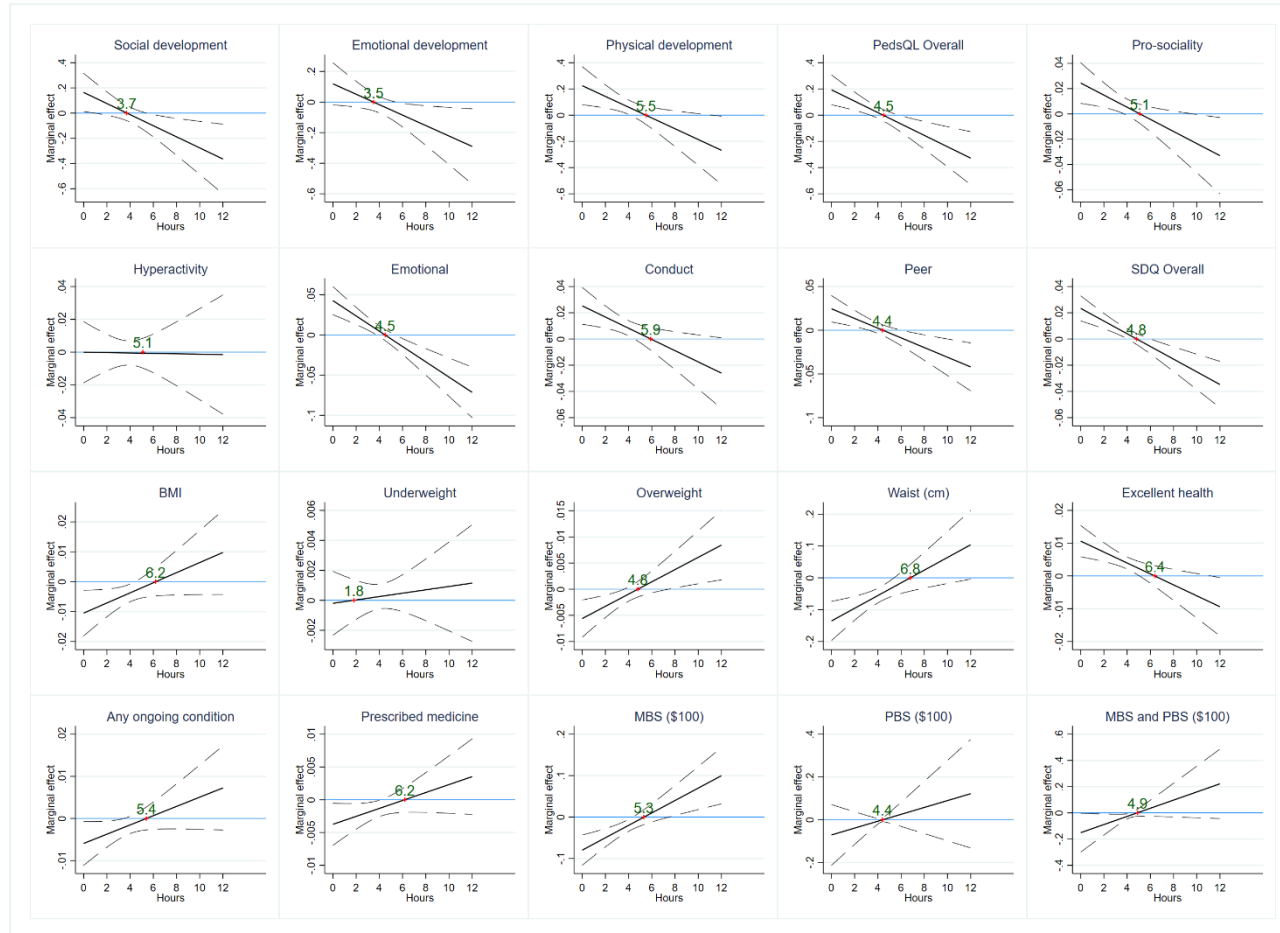 Social development
Marginal effect
.4
.2
0
-.2
-.4
-.6
3.7
0 2 4 6 8 10 12
Hours
Emotional development
Marginal effect
.2
0
-.2
-.4
-.6
3.5
0 2 4 6 8 10 12
Hours
Physical development
Marginal effect
.4
.2
0
-.2
-.4
-.6
5.5
0 2 4 6 8 10 12
Hours
PedsQL Overall
Marginal effect
.4
.2
0
-.2
-.4
-.6
4.5
0 2 4 6 8 10 12
Hours
Pro-sociality
Marginal effect
.04
.02
0
-.02
-.04
-.06
5.1
0 2 4 6 8 10 12
Hours
Hyperactivity
Marginal effect
.04
.02
0
-.02
-.04
5.1
0 2 4 6 8 10 12
Hours
Emotional
Marginal effect
.05
0
-.05
-.1
4.5
0 2 4 6 8 10 12
Hours
Conduct
Marginal effect
.04
.02
0
-.02
-.04
-.06
5.9
0 2 4 6 8 10 12
Hours
Peer
Marginal effect
.05
0
-.05
-.1
4.4
0 2 4 6 8 10 12
Hours
SDQ Overall
Marginal effect
.04
.02
0
-.02
-.04
-.06
4.8
0 2 4 6 8 10 12
Hours
BMI
Marginal effect
.02
.01
0
-.01
-.02
6.2
0 2 4 6 8 10 12
Hours
Underweight
Marginal effect
.006
.004
.002
0
-.002
1.8
0 2 4 6 8 10 12
Hours
Overweight
Marginal effect
.015
.01
.005
0
-.005
-.01
4.8
0 2 4 6 8 10 12
Hours
Waist (cm)
Marginal effect
.2
.1
0
-.1
-.2
6.8
0 2 4 6 8 10 12
Hours
Excellent health
Marginal effect
.02
.01
0
-.01
-.02
6.4
0 2 4 6 8 10 12
Hours
Any ongoing condition
Marginal effect
.02
.01
0
-.01
5.4
0 2 4 6 8 10 12
Hours
Prescribed medicine
Marginal effect
.01
.005
0
-.005
-.01
6.2
0 2 4 6 8 10 12
Hours
MBS ($100)
Marginal effect
.2
.1
0
-.1
5.3
0 2 4 6 8 10 12
Hours
PBS ($100)
Marginal effect
.4
.2
0
-.2
4.4
0 2 4 6 8 10 12
Hours
MBS and PBS ($100)
Marginal effect
.6
.4
.2
0
-.2
-.4
4.9
0 2 4 6 8 10 12
Hours